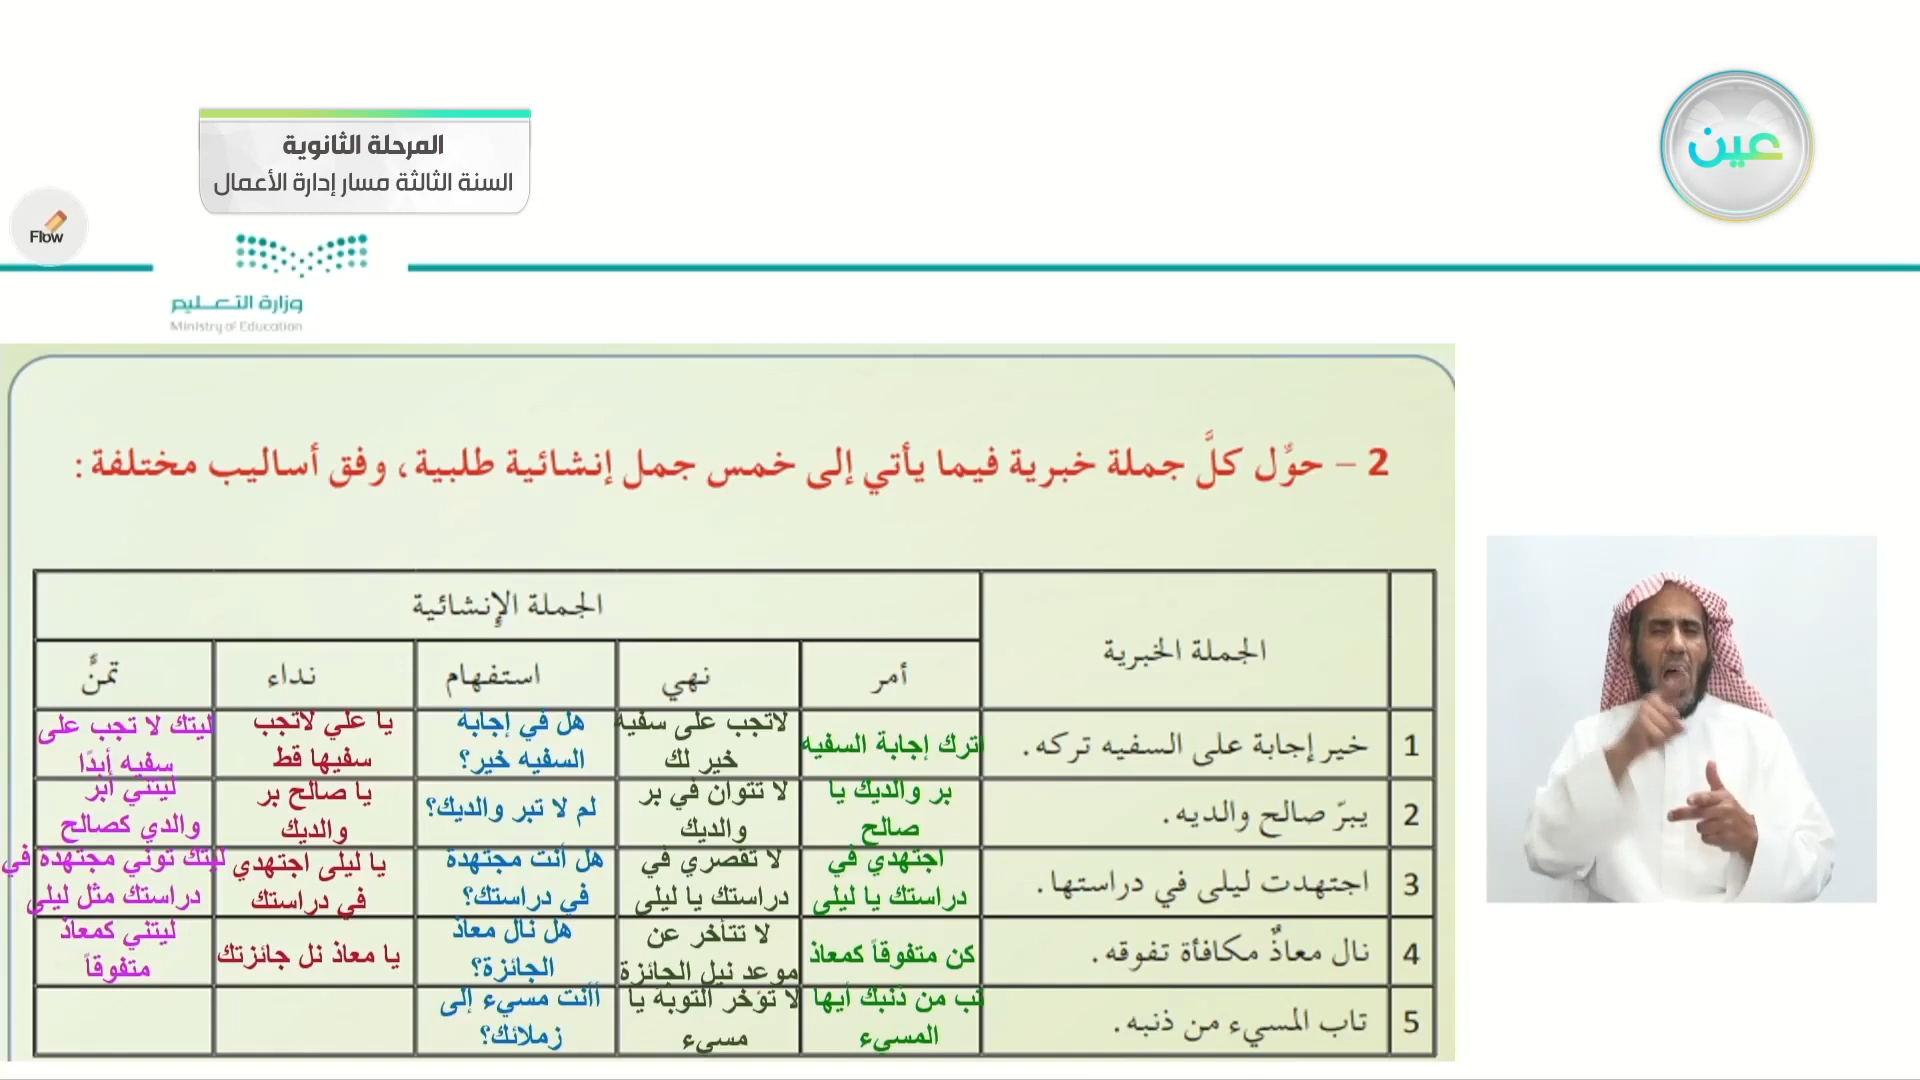 المرحلة الثانوية
السنة الثالثة مسار إدارة الأعمال
عين
Flow
وزارة التعليم
Ministry of Education
2 – حوِّل كلَّ جملة خبرية فيما يأتي إلى خمس جمل إنشائية طلبية، وفق أساليب مختلفة:
الجملة الخبرية
الجملة الإنشائية
أمر
نهي
استفهام
نداء
تمنٍّ
1
خير إجابة على السفيه تركه.
اترك إجابة السفيه
لاتجب على سفيه
خير لك
هل في إجابة
السفيه خير؟
يا علي لاتجب
سفيها قط
ليتك لا تجب على
سفيه أبدًا
2
يبرّ صالح والديه.
بر والديك يا
صالح
لا تتوان في بر
والديك
لم لا تبر والديك؟
يا صالح بر
والديك
ليتني أبر
والدي كصالح
3
اجتهدت ليلى في دراستها.
اجتهدي في
دراستك يا ليلى
لا تقصري في
دراستك يا ليلى
هل أنت مجتهدة
في دراستك؟
يا ليلى اجتهدي
في دراستك
ليتك توني مجتهدة في
دراستك مثل ليلى
4
نال معاذٌ مكافأة تفوقه.
كن متفوقاً كمعاذ
لا تتأخر عن
موعد نيل الجائزة
هل نال معاذ
الجائزة؟
يا معاذ نل جائزتك
ليتني كمعاذ
متفوقاً
5
تاب المسيء من ذنبه.
تب من ذنبك أيها
المسيء
لا تؤخر التوبة يا
مسيء
أأنت مسيء إلى
زملائك؟